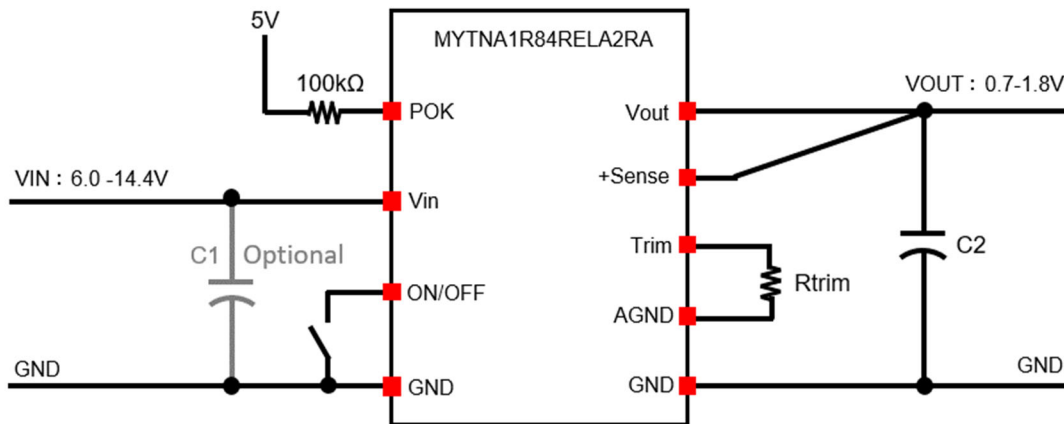 5V
MYTNA1R84RELA2RA
100kΩ
VOUT : 0.7-1.8V
POK
Vout
VIN : 6.0 -14.4V
+Sense
Vin
Trim
C1 Optional
C2
Rtrim
ON/OFF
AGND
GND
GND
GND
GND